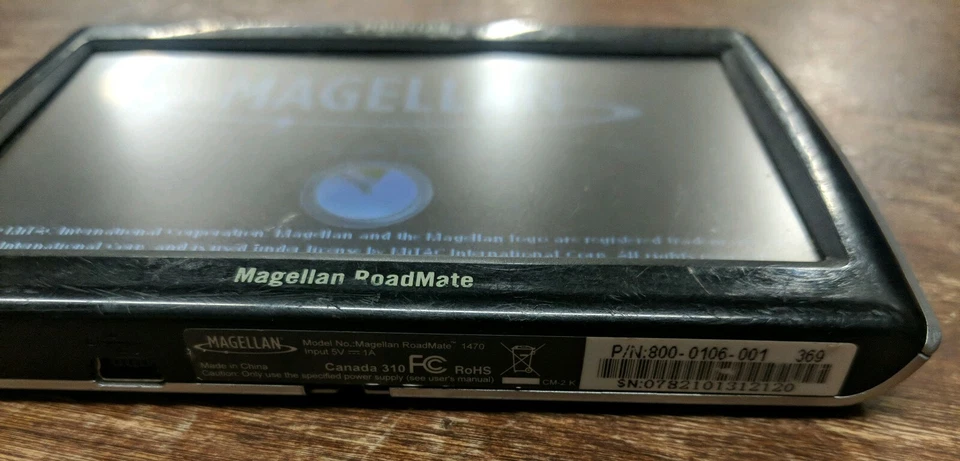 MAGELLAN
MiTAC International Corporation. Magellan and the Magellan logo are registered
International Corp. and is used under license by MiTAC International Corp. All rights
Magellan RoadMate
MAGELLAN
Model No.:Magellan RoadMate™ 1470
Input 5V ⎓ 1A
Made in China
Canada 310 FC RoHS
Caution: Only use the specified power supply (see user's manual)
CM-2 K
P/N:800-0106-001 369
SN:0782101312120